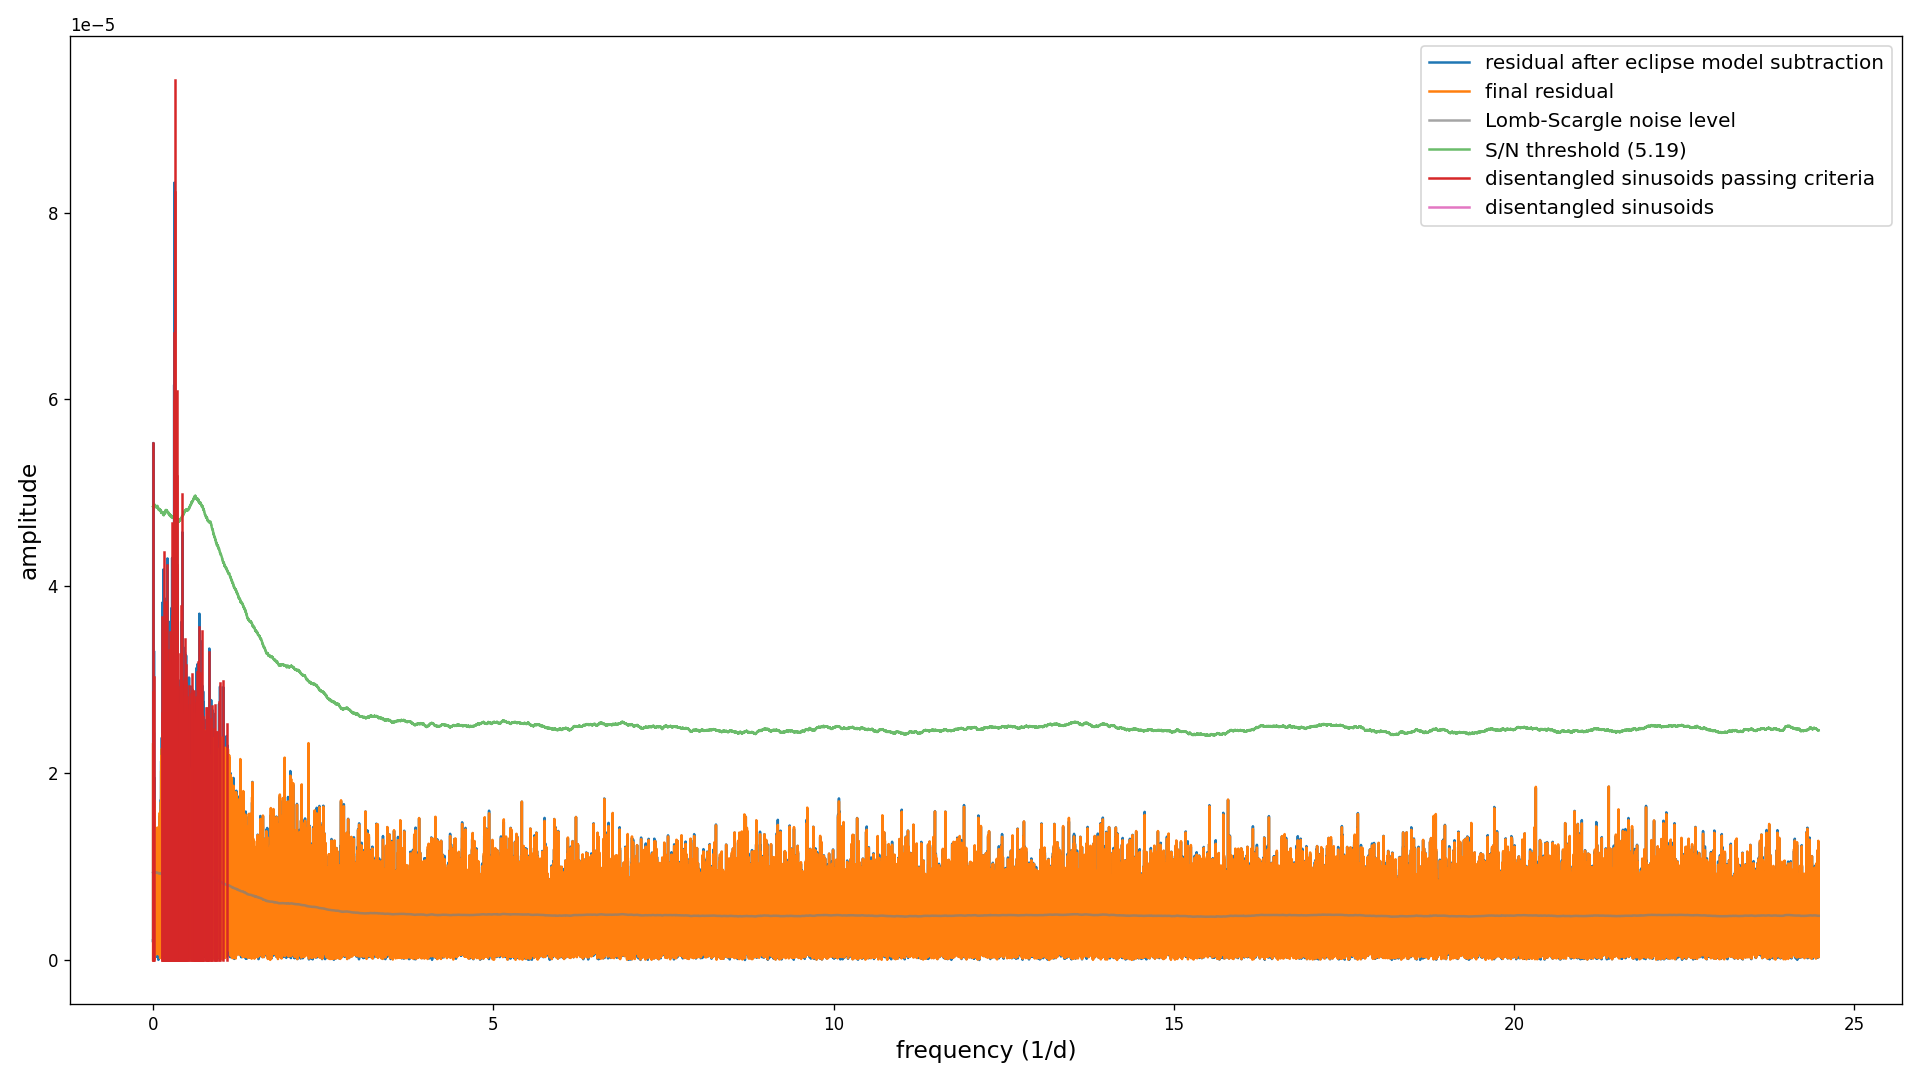 1e−5
residual after eclipse model subtraction
final residual
Lomb-Scargle noise level
S/N threshold (5.19)
disentangled sinusoids passing criteria
disentangled sinusoids
8
6
4
2
0
amplitude
0 5 10 15 20 25
frequency (1/d)